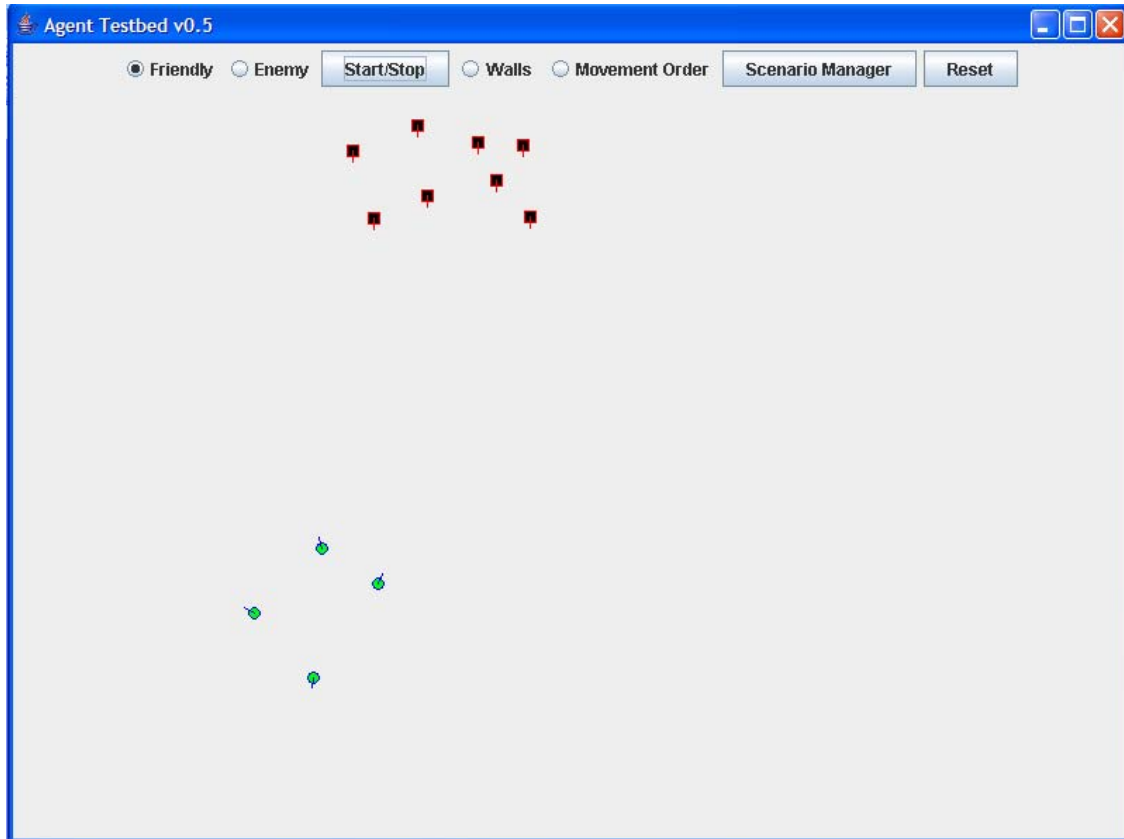 Agent Testbed v0.5
Friendly Enemy Start/Stop Walls Movement Order Scenario Manager Reset